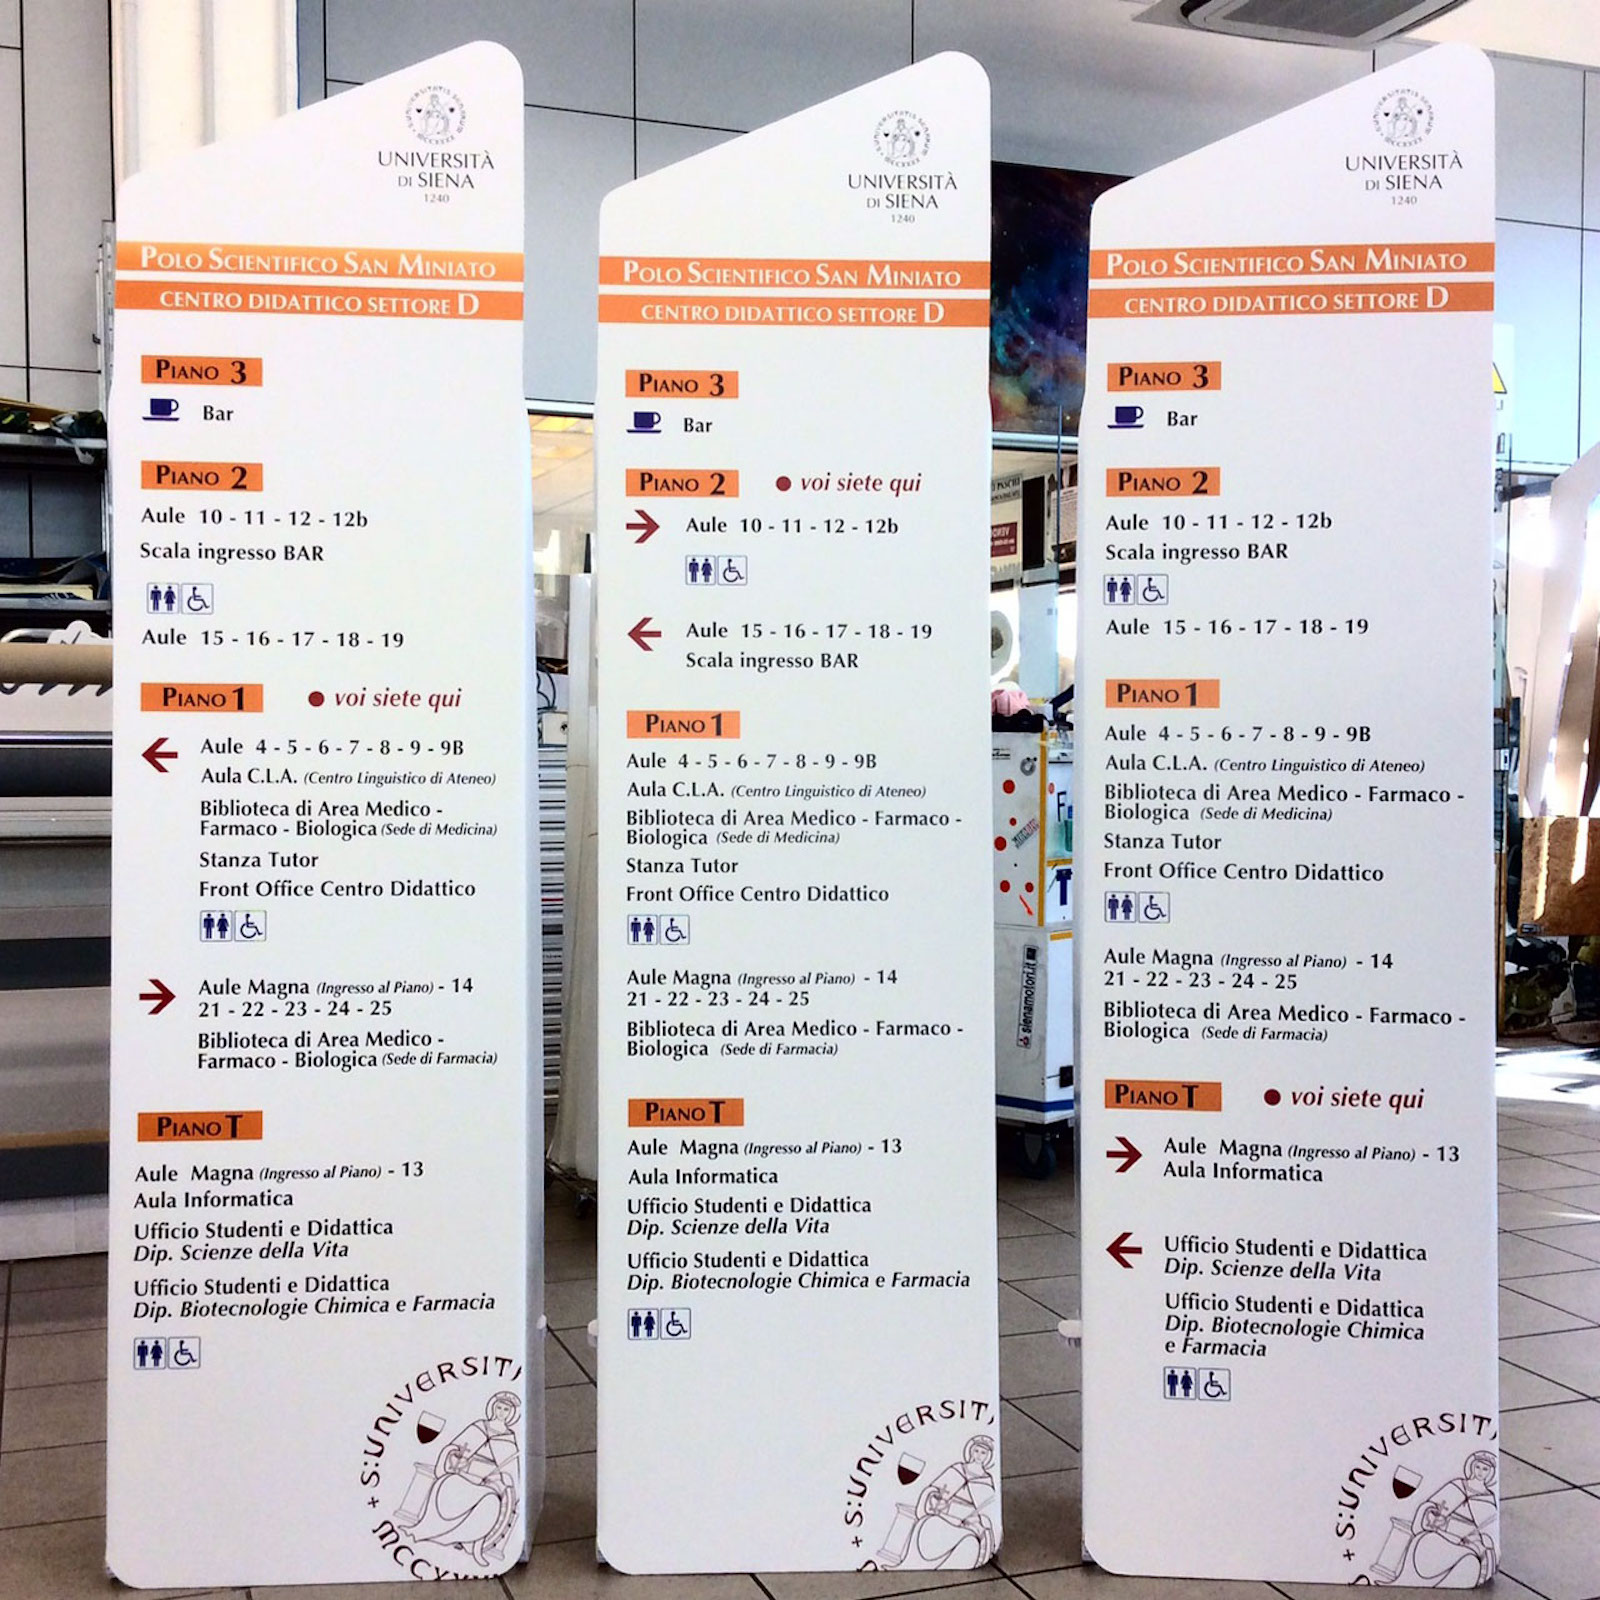 UNIVERSITÀ
DI SIENA
1240
POLO SCIENTIFICO SAN MINIATO
CENTRO DIDATTICO SETTORE D
PIANO 3
Bar
PIANO 2
Aule 10 - 11 - 12 - 12b
Scala ingresso BAR
Aule 15 - 16 - 17 - 18 - 19
PIANO 1
voi siete qui
Aule 4 - 5 - 6 - 7 - 8 - 9 - 9B
Aula C.L.A. (Centro Linguistico di Ateneo)
Biblioteca di Area Medico -
Farmaco - Biologica (Sede di Medicina)
Stanza Tutor
Front Office Centro Didattico
Aule Magna (Ingresso al Piano) - 14
21 - 22 - 23 - 24 - 25
Biblioteca di Area Medico -
Farmaco - Biologica (Sede di Farmacia)
PIANO T
Aule Magna (Ingresso al Piano) - 13
Aula Informatica
Ufficio Studenti e Didattica
Dip. Scienze della Vita
Ufficio Studenti e Didattica
Dip. Biotecnologie Chimica e Farmacia
UNIVERSITÀ
DI SIENA
1240
POLO SCIENTIFICO SAN MINIATO
CENTRO DIDATTICO SETTORE D
PIANO 3
Bar
PIANO 2
voi siete qui
Aule 10 - 11 - 12 - 12b
Aule 15 - 16 - 17 - 18 - 19
Scala ingresso BAR
PIANO 1
Aule 4 - 5 - 6 - 7 - 8 - 9 - 9B
Aula C.L.A. (Centro Linguistico di Ateneo)
Biblioteca di Area Medico - Farmaco -
Biologica (Sede di Medicina)
Stanza Tutor
Front Office Centro Didattico
Aule Magna (Ingresso al Piano) - 14
21 - 22 - 23 - 24 - 25
Biblioteca di Area Medico - Farmaco -
Biologica (Sede di Farmacia)
PIANO T
Aule Magna (Ingresso al Piano) - 13
Aula Informatica
Ufficio Studenti e Didattica
Dip. Scienze della Vita
Ufficio Studenti e Didattica
Dip. Biotecnologie Chimica e Farmacia
UNIVERSITÀ
DI SIENA
1240
POLO SCIENTIFICO SAN MINIATO
CENTRO DIDATTICO SETTORE D
PIANO 3
Bar
PIANO 2
Aule 10 - 11 - 12 - 12b
Scala ingresso BAR
Aule 15 - 16 - 17 - 18 - 19
PIANO 1
Aule 4 - 5 - 6 - 7 - 8 - 9 - 9B
Aula C.L.A. (Centro Linguistico di Ateneo)
Biblioteca di Area Medico - Farmaco -
Biologica (Sede di Medicina)
Stanza Tutor
Front Office Centro Didattico
Aule Magna (Ingresso al Piano) - 14
21 - 22 - 23 - 24 - 25
Biblioteca di Area Medico - Farmaco -
Biologica (Sede di Farmacia)
PIANO T
voi siete qui
Aule Magna (Ingresso al Piano) - 13
Aula Informatica
Ufficio Studenti e Didattica
Dip. Scienze della Vita
Ufficio Studenti e Didattica
Dip. Biotecnologie Chimica
e Farmacia
sienamotori.it